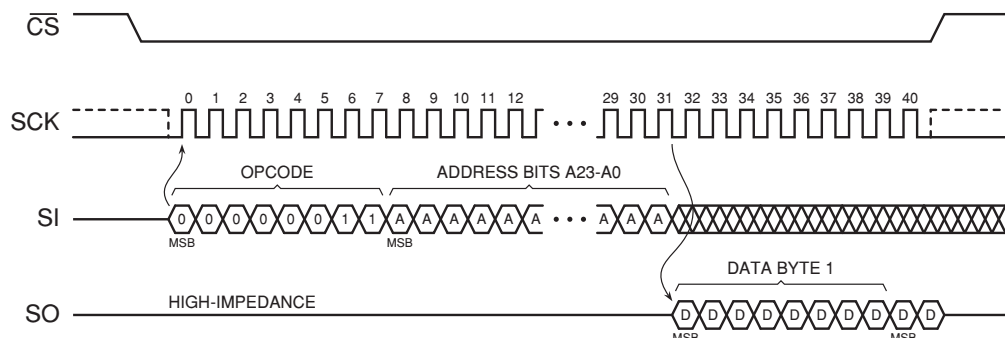 CS
0 1 2 3 4 5 6 7 8 9 10 11 12 29 30 31 32 33 34 35 36 37 38 39 40
SCK
OPCODE ADDRESS BITS A23-A0
SI 0 0 0 0 0 0 1 1 A A A A A A A A A
MSB MSB
DATA BYTE 1
HIGH-IMPEDANCE
SO D D D D D D D D D D
MSB MSB